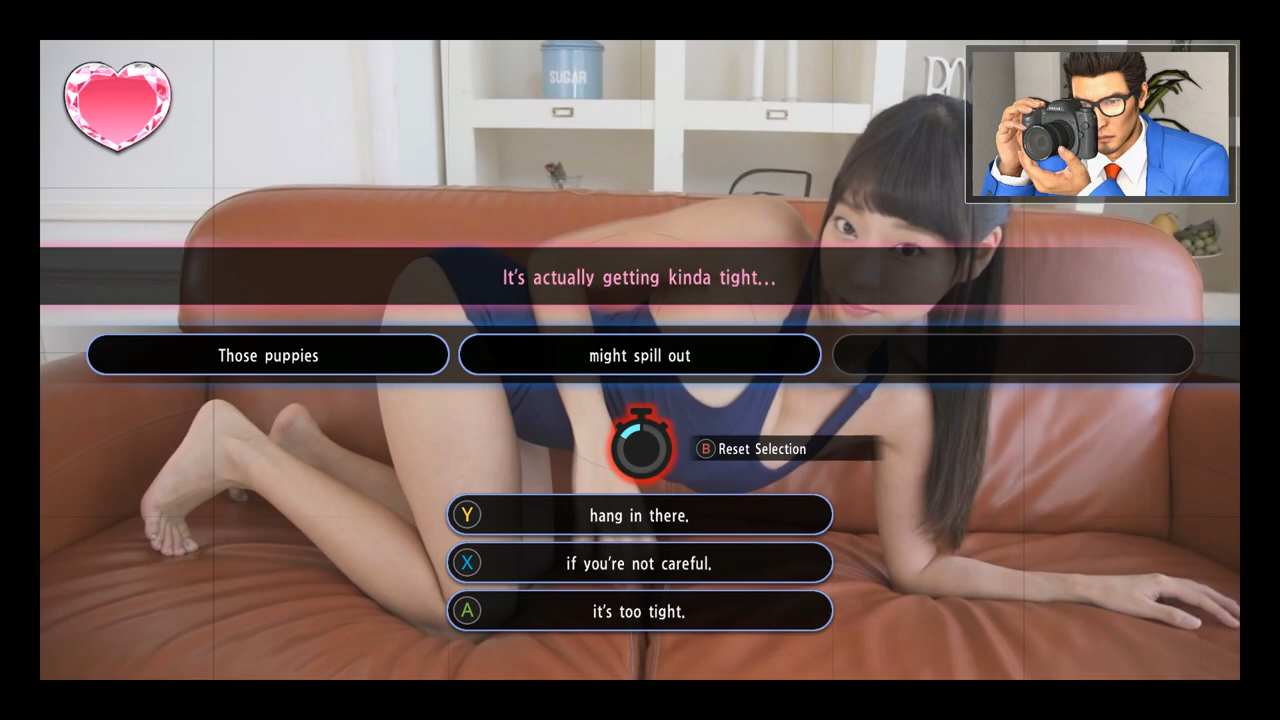 SUGAR
It's actually getting kinda tight...
Those puppies might spill out
B Reset Selection
Y hang in there.
X if you're not careful.
A it's too tight.